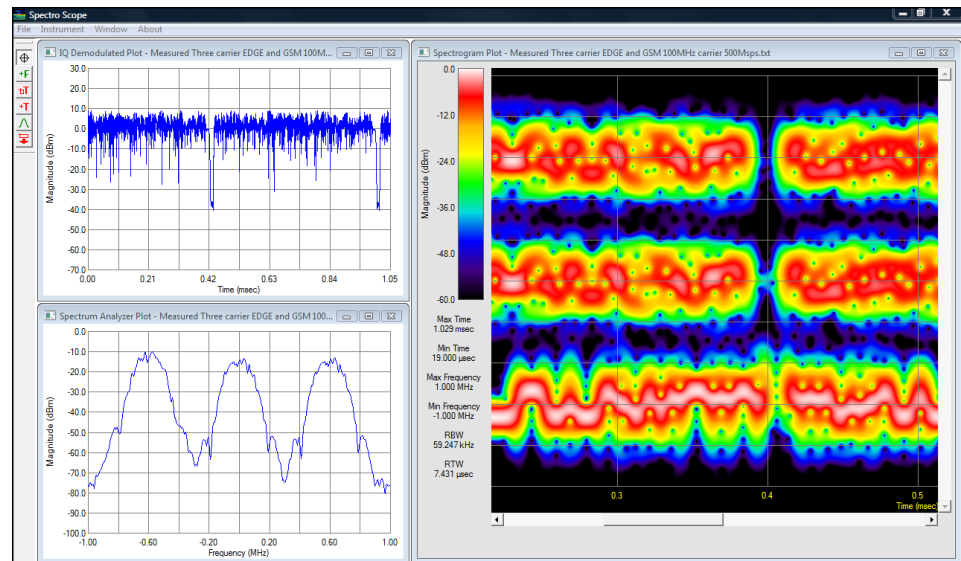 Spectro Scope
File Instrument Window About
+F
+T
IQ Demodulated Plot - Measured Three carrier EDGE and GSM 100M...
30.0
20.0
10.0
0.0
-10.0
-20.0
-30.0
-40.0
-50.0
-60.0
-70.0
Magnitude (dBm)
0.00 0.21 0.42 0.63 0.84 1.05
Time (msec)
Spectrum Analyzer Plot - Measured Three carrier EDGE and GSM 100...
0.0
-10.0
-20.0
-30.0
-40.0
-50.0
-60.0
-70.0
-80.0
-90.0
-100.0
Magnitude (dBm)
-1.00 -0.60 -0.20 0.20 0.60 1.00
Frequency (MHz)
Spectrogram Plot - Measured Three carrier EDGE and GSM 100MHz carrier 500Msps.txt
0.0
-12.0
-24.0
-36.0
-48.0
-60.0
Magnitude (dBm)
Max Time
1.029 msec
Min Time
19.000 µsec
Max Frequency
1.000 MHz
Min Frequency
-1.000 MHz
RBW
59.247 kHz
RTW
7.431 µsec
0.3 0.4 0.5
Time (msec)